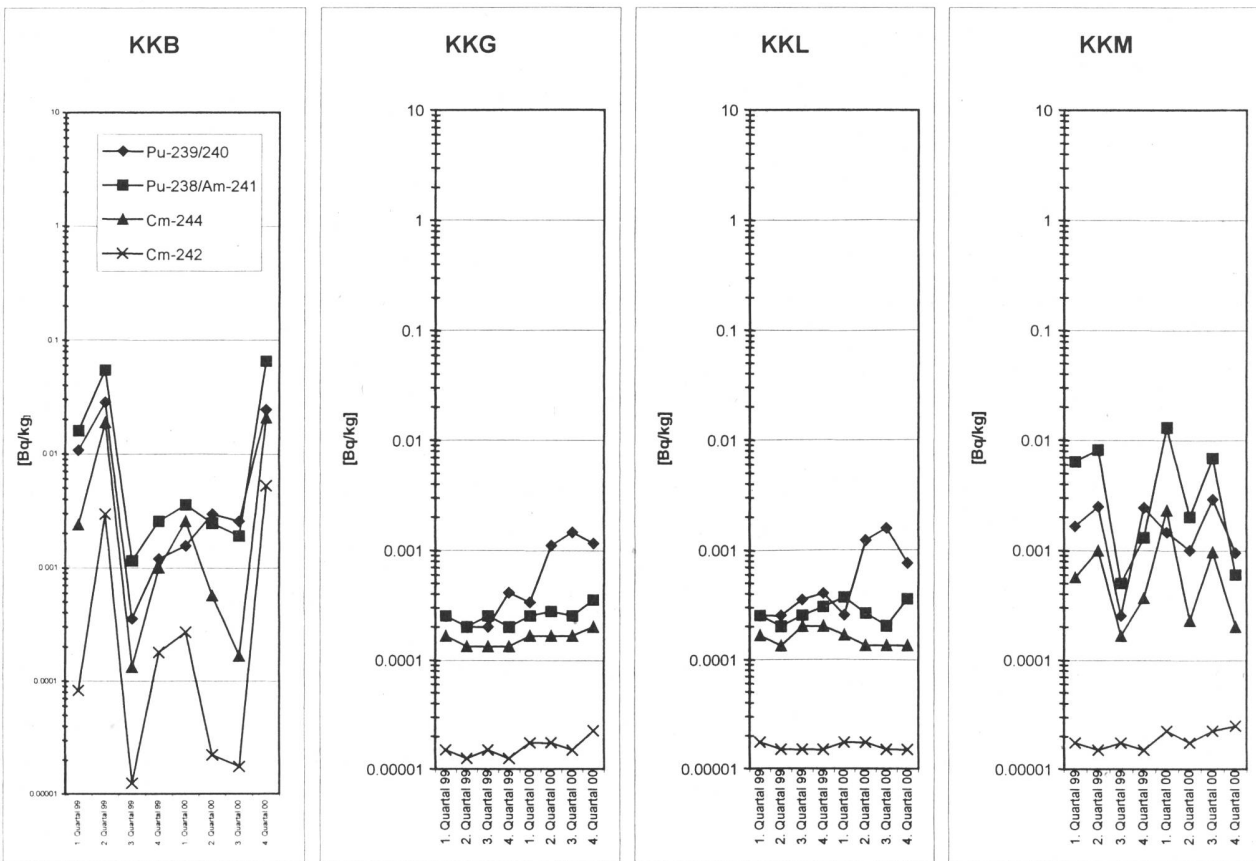 KKB
10
1
0.1
0.01
0.001
0.0001
0.00001
[Bq/kg]
Pu-239/240
Pu-238/Am-241
Cm-244
Cm-242
1. Quartal 99
2. Quartal 99
3. Quartal 99
4. Quartal 99
1. Quartal 00
2. Quartal 00
3. Quartal 00
4. Quartal 00
KKG
10
1
0.1
0.01
0.001
0.0001
0.00001
[Bq/kg]
1. Quartal 99
2. Quartal 99
3. Quartal 99
4. Quartal 99
1. Quartal 00
2. Quartal 00
3. Quartal 00
4. Quartal 00
KKL
10
1
0.1
0.01
0.001
0.0001
0.00001
[Bq/kg]
1. Quartal 99
2. Quartal 99
3. Quartal 99
4. Quartal 99
1. Quartal 00
2. Quartal 00
3. Quartal 00
4. Quartal 00
KKM
10
1
0.1
0.01
0.001
0.0001
0.00001
[Bq/kg]
1. Quartal 99
2. Quartal 99
3. Quartal 99
4. Quartal 99
1. Quartal 00
2. Quartal 00
3. Quartal 00
4. Quartal 00